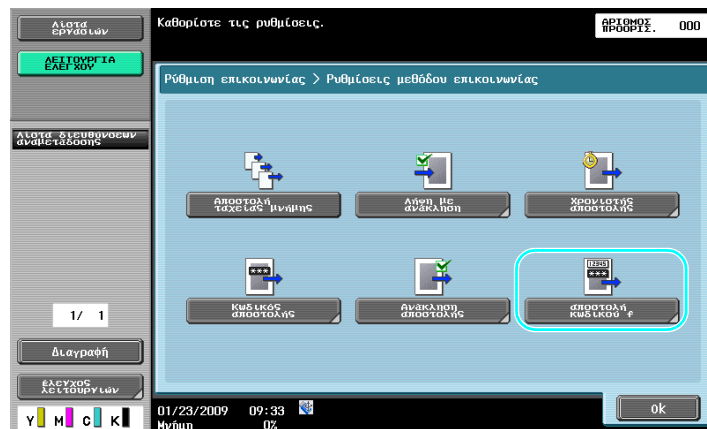 Λίστα
εργασιών
Καθορίστε τις ρυθμίσεις.
ΑΡΙΘΜΟΣ
ΠΡΟΟΡΙΣ. 000
ΛΕΙΤΟΥΡΓΙΑ
ΕΛΕΓΧΟΥ
Ρύθμιση επικοινωνίας > Ρυθμίσεις μεθόδου επικοινωνίας
Λίστα διευθύνσεων
αναμετάδοσης
Αποστολή
ταχείας μνήμης
Λήψη με
ανάκληση
Χρονιστής
αποστολής
12345
***
***
Κωδικός
αποστολής
Ανάκληση
αποστολής
αποστολή
κωδικού f
1/ 1
Διαγραφή
έλεγχος
λειτουργιών
ok
Y M C K
01/23/2009 09:33
Μνήμη 0%